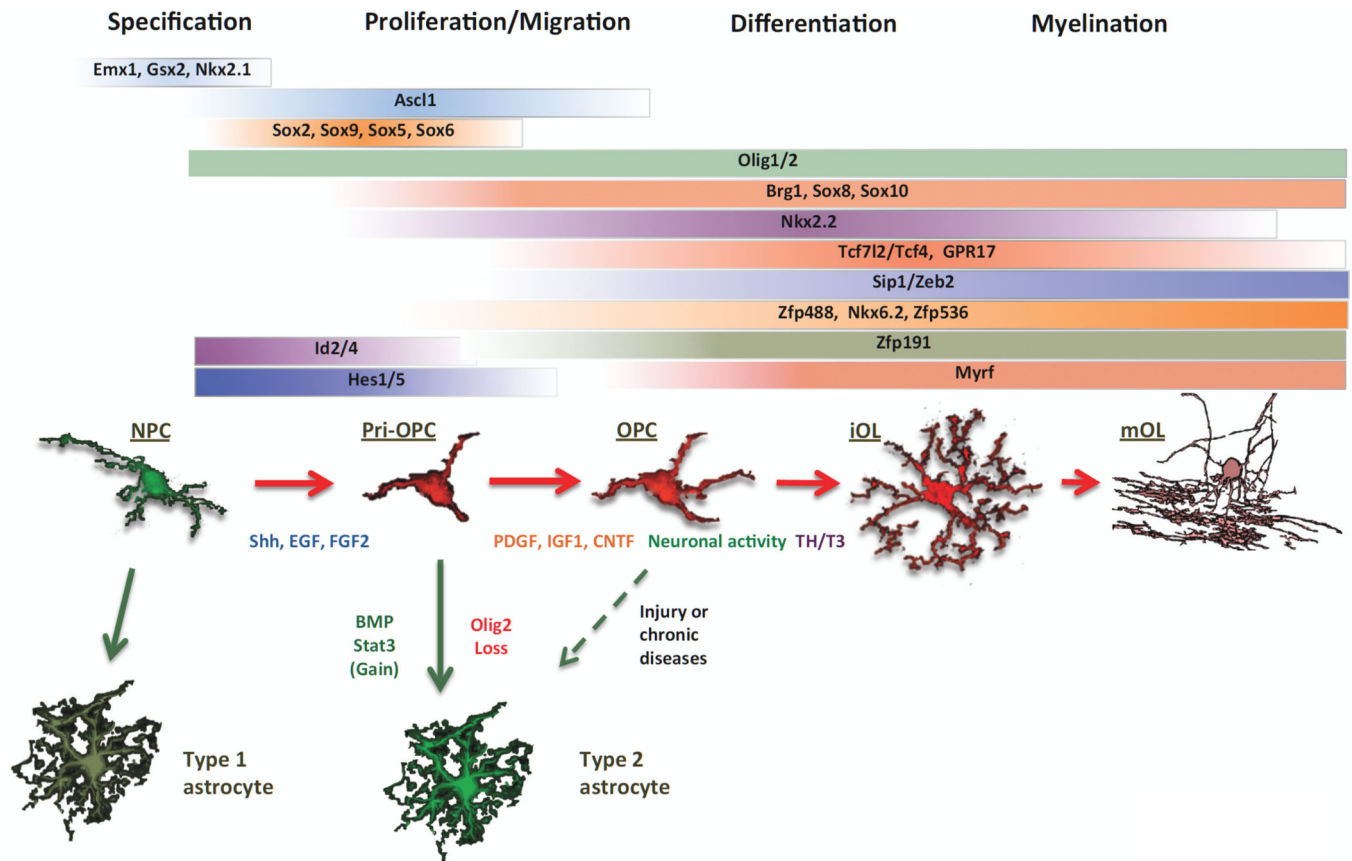 Specification Proliferation/Migration Differentiation Myelination
Emx1, Gsx2, Nkx2.1
Ascl1
Sox2, Sox9, Sox5, Sox6
Olig1/2
Brg1, Sox8, Sox10
Nkx2.2
Tcf7l2/Tcf4, GPR17
Sip1/Zeb2
Zfp488, Nkx6.2, Zfp536
Id2/4
Zfp191
Hes1/5
Myrf
NPC Pri-OPC OPC iOL mOL
Shh, EGF, FGF2 PDGF, IGF1, CNTF Neuronal activity TH/T3
BMP
Stat3
(Gain)
Olig2
Loss
Injury or
chronic
diseases
Type 1
astrocyte
Type 2
astrocyte